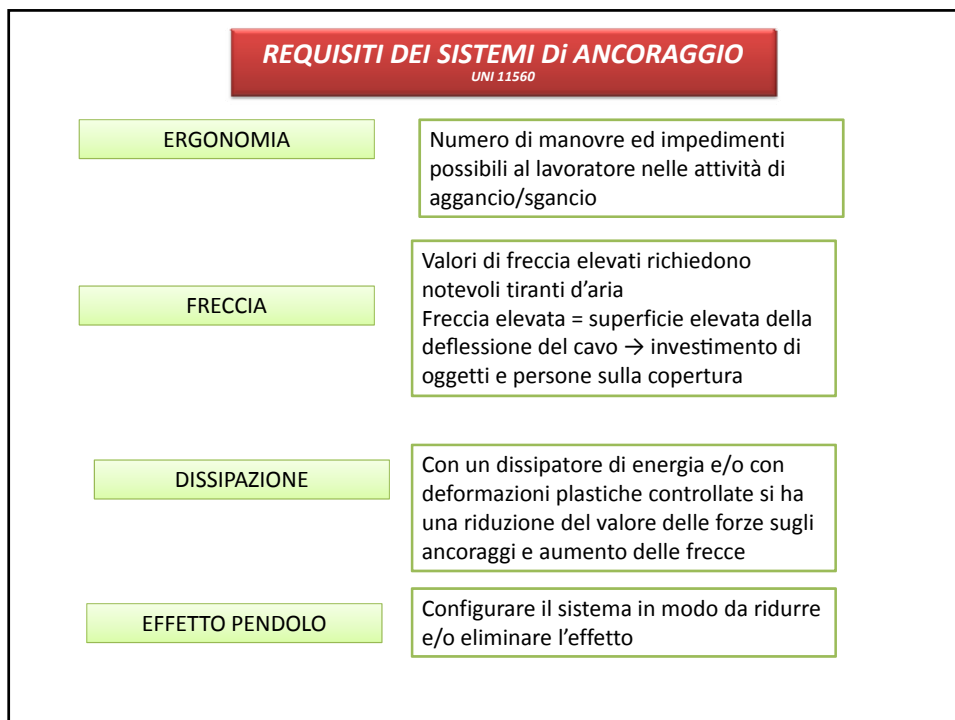 REQUISITI DEI SISTEMI Di ANCORAGGIO
UNI 11560
ERGONOMIA
Numero di manovre ed impedimenti
possibili al lavoratore nelle attività di
aggancio/sgancio
FRECCIA
Valori di freccia elevati richiedono
notevoli tiranti d'aria
Freccia elevata = superficie elevata della
deflessione del cavo → investimento di
oggetti e persone sulla copertura
DISSIPAZIONE
Con un dissipatore di energia e/o con
deformazioni plastiche controllate si ha
una riduzione del valore delle forze sugli
ancoraggi e aumento delle frecce
EFFETTO PENDOLO
Configurare il sistema in modo da ridurre
e/o eliminare l'effetto